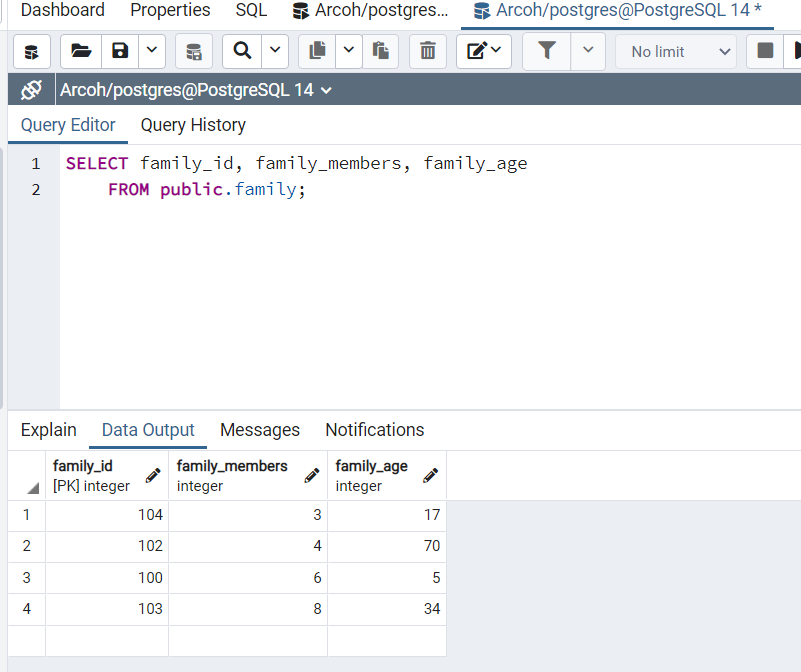 Dashboard Properties SQL Arcoh/postgres... Arcoh/postgres@PostgreSQL 14 *
No limit
Arcoh/postgres@PostgreSQL 14
Query Editor Query History
1 SELECT family_id, family_members, family_age
2 FROM public.family;
Explain Data Output Messages Notifications
family_id family_members family_age
[PK] integer integer integer
1 104 3 17
2 102 4 70
3 100 6 5
4 103 8 34